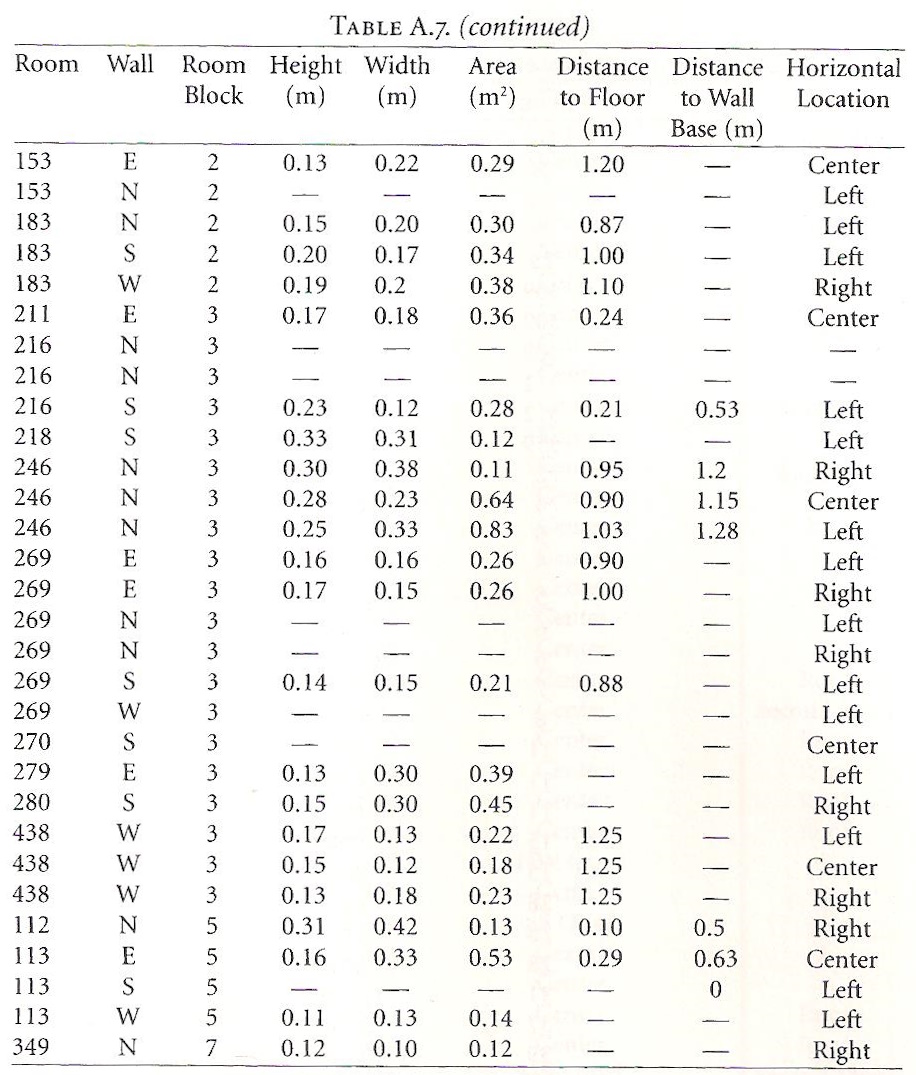 TABLE A.7. (continued)
Room Wall Room Height Width Area Distance Distance Horizontal
Block (m) (m) (m²) to Floor to Wall Location
(m) Base (m)
153 E 2 0.13 0.22 0.29 1.20 — Center
153 N 2 — — — — — Left
183 N 2 0.15 0.20 0.30 0.87 — Left
183 S 2 0.20 0.17 0.34 1.00 — Left
183 W 2 0.19 0.2 0.38 1.10 — Right
211 E 3 0.17 0.18 0.36 0.24 — Center
216 N 3 — — — — — —
216 N 3 — — — — — —
216 S 3 0.23 0.12 0.28 0.21 0.53 Left
218 S 3 0.33 0.31 0.12 — — Left
246 N 3 0.30 0.38 0.11 0.95 1.2 Right
246 N 3 0.28 0.23 0.64 0.90 1.15 Center
246 N 3 0.25 0.33 0.83 1.03 1.28 Left
269 E 3 0.16 0.16 0.26 0.90 — Left
269 E 3 0.17 0.15 0.26 1.00 — Right
269 N 3 — — — — — Left
269 N 3 — — — — — Right
269 S 3 0.14 0.15 0.21 0.88 — Left
269 W 3 — — — — — Left
270 S 3 — — — — — Center
279 E 3 0.13 0.30 0.39 — — Left
280 S 3 0.15 0.30 0.45 — — Right
438 W 3 0.17 0.13 0.22 1.25 — Left
438 W 3 0.15 0.12 0.18 1.25 — Center
438 W 3 0.13 0.18 0.23 1.25 — Right
112 N 5 0.31 0.42 0.13 0.10 0.5 Right
113 E 5 0.16 0.33 0.53 0.29 0.63 Center
113 S 5 — — — — 0 Left
113 W 5 0.11 0.13 0.14 — — Left
349 N 7 0.12 0.10 0.12 — — Right